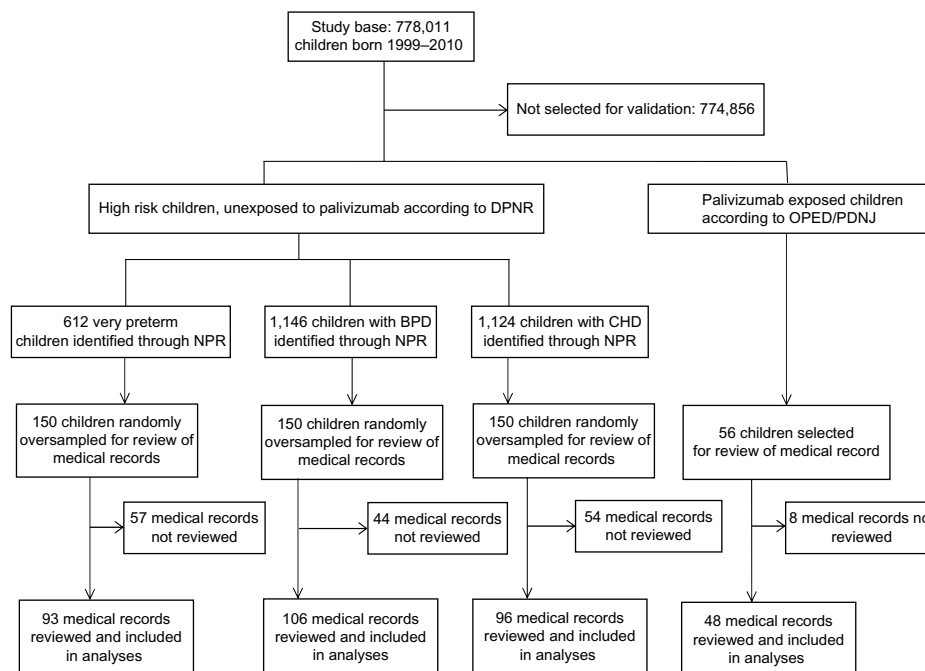 Study base: 778,011
children born 1999–2010
Not selected for validation: 774,856
High risk children, unexposed to palivizumab according to DPNR
Palivizumab exposed children
according to OPED/PDNJ
612 very preterm
children identified through NPR
1,146 children with BPD
identified through NPR
1,124 children with CHD
identified through NPR
150 children randomly
oversampled for review of
medical records
150 children randomly
oversampled for review of
medical records
150 children randomly
oversampled for review of
medical records
56 children selected
for review of medical record
57 medical records
not reviewed
44 medical records
not reviewed
54 medical records
not reviewed
8 medical records no
reviewed
93 medical records
reviewed and included
in analyses
106 medical records
reviewed and included
in analyses
96 medical records
reviewed and included
in analyses
48 medical records
reviewed and included
in analyses